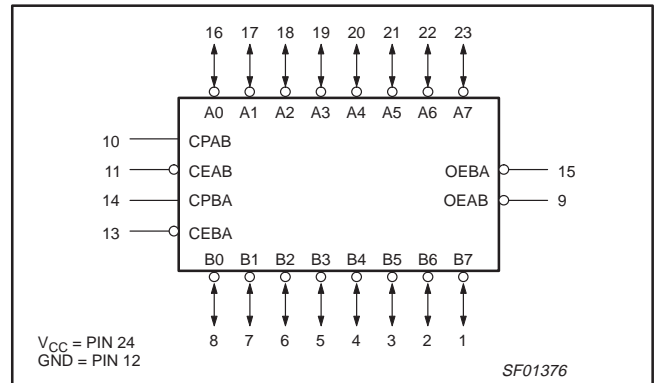 16 17 18 19 20 21 22 23
A0 A1 A2 A3 A4 A5 A6 A7
10 CPAB
11 CEAB OEBA 15
14 CPBA OEAB 9
13 CEBA
B0 B1 B2 B3 B4 B5 B6 B7
8 7 6 5 4 3 2 1
VCC = PIN 24
GND = PIN 12
SF01376